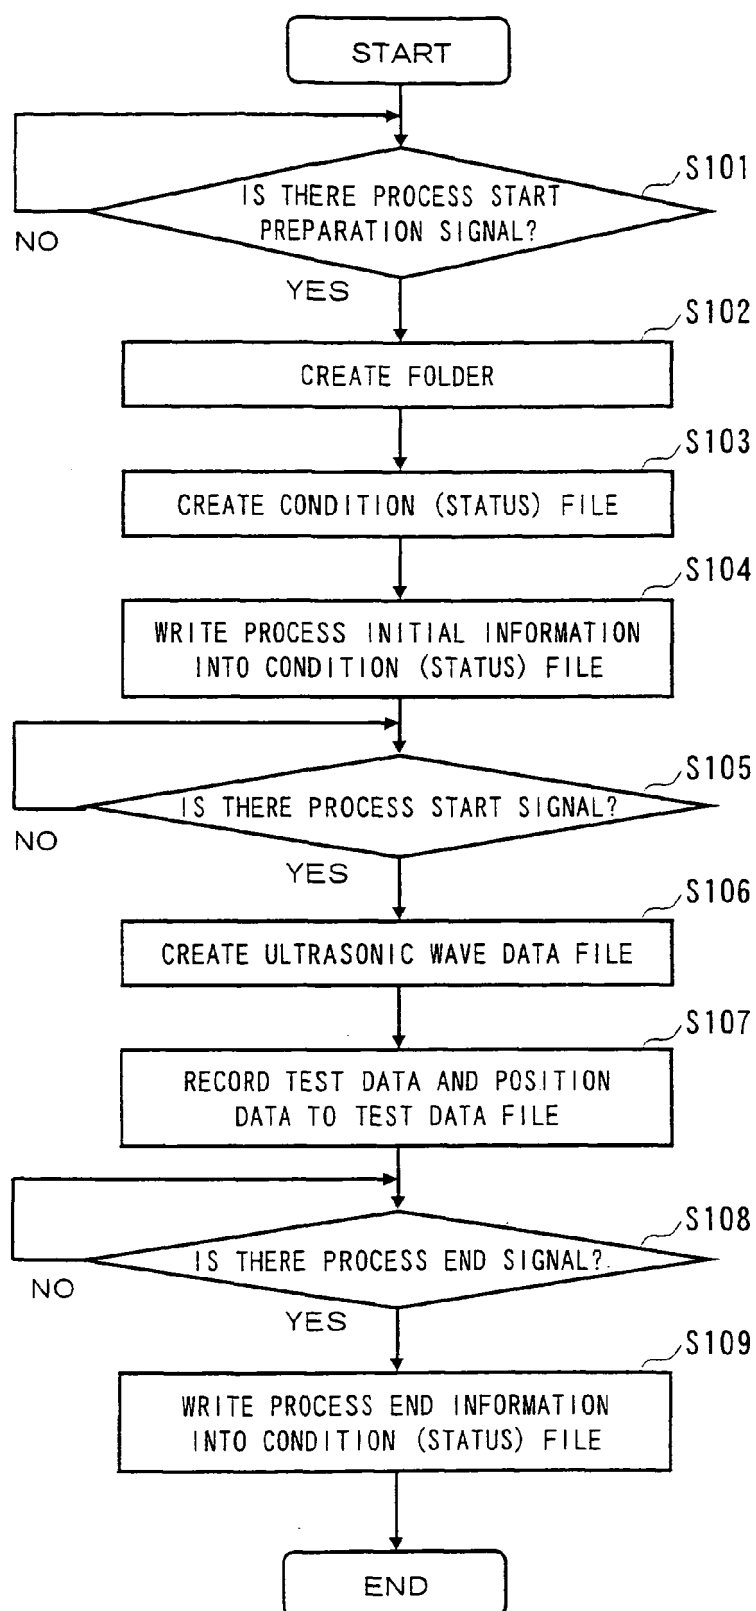 START
S101
IS THERE PROCESS START
PREPARATION SIGNAL?
NO
YES
S102
CREATE FOLDER
S103
CREATE CONDITION (STATUS) FILE
S104
WRITE PROCESS INITIAL INFORMATION
INTO CONDITION (STATUS) FILE
S105
IS THERE PROCESS START SIGNAL?
NO
YES
S106
CREATE ULTRASONIC WAVE DATA FILE
S107
RECORD TEST DATA AND POSITION
DATA TO TEST DATA FILE
S108
IS THERE PROCESS END SIGNAL?
NO
YES
S109
WRITE PROCESS END INFORMATION
INTO CONDITION (STATUS) FILE
END